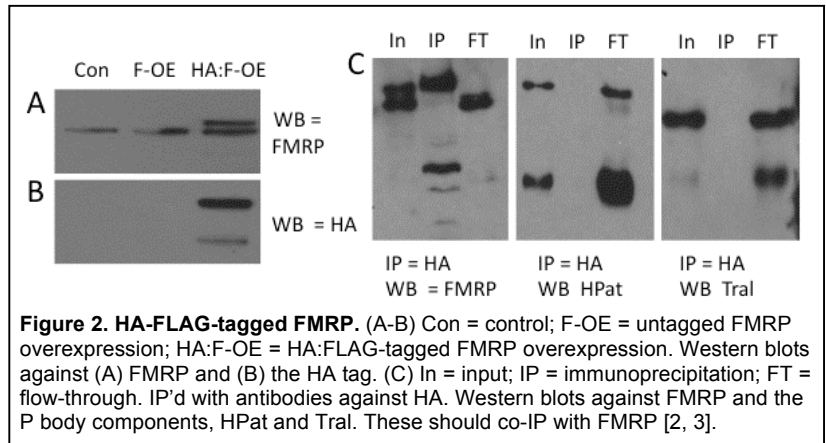 In IP FT In IP FT In IP FT
Con F-OE HA:F-OE
C
A
WB =
FMRP
B
WB = HA
IP = HA
WB = FMRP
IP = HA
WB HPat
IP = HA
WB Tral
Figure 2. HA-FLAG-tagged FMRP. (A-B) Con = control; F-OE = untagged FMRP
overexpression; HA:F-OE = HA:FLAG-tagged FMRP overexpression. Western blots
against (A) FMRP and (B) the HA tag. (C) In = input; IP = immunoprecipitation; FT =
flow-through. IP'd with antibodies against HA. Western blots against FMRP and the
P body components, HPat and Tral. These should co-IP with FMRP [2, 3].